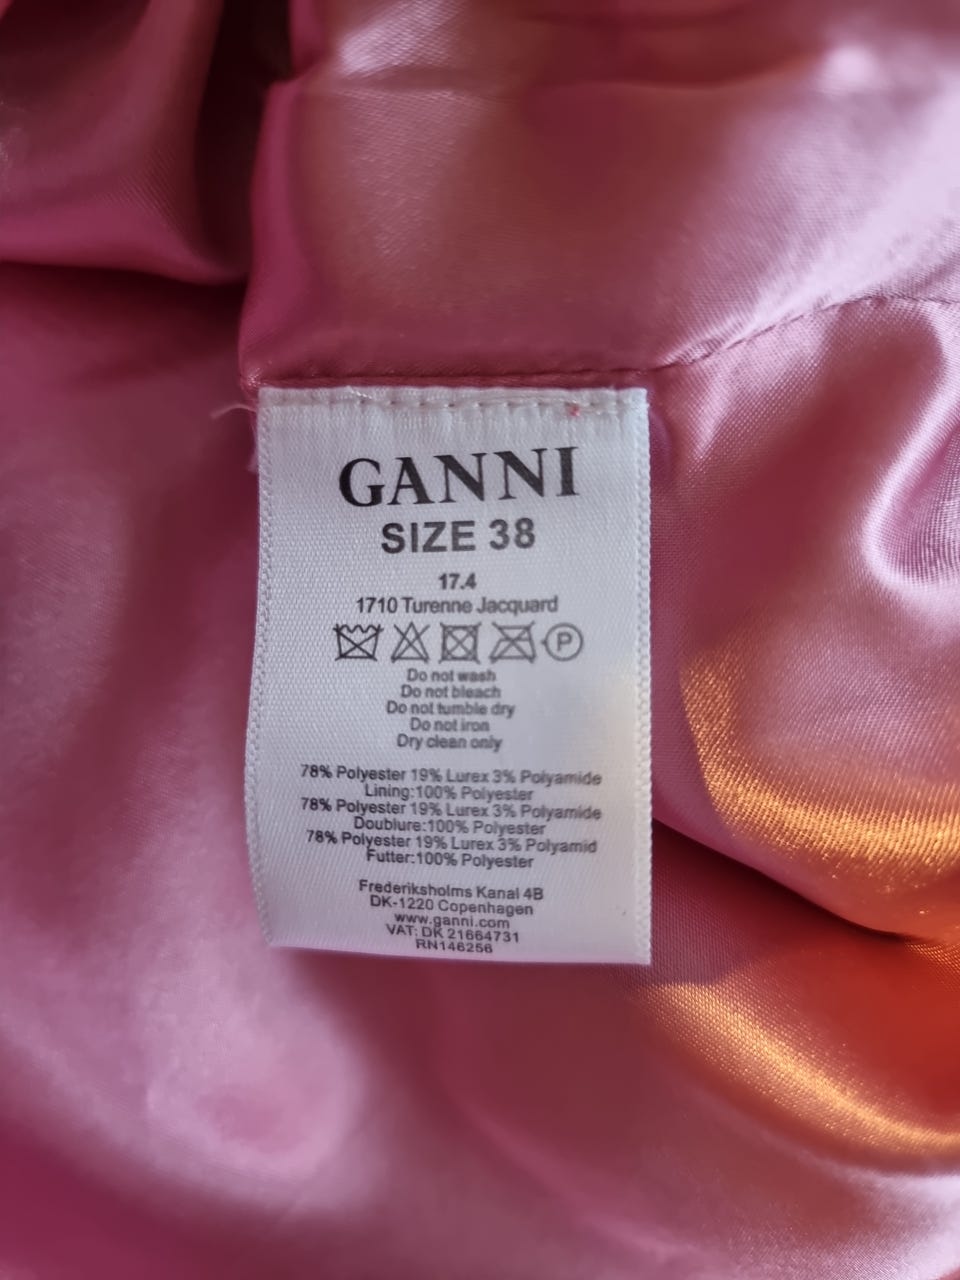 GANNI
SIZE 38
17.4
1710 Turenne Jacquard
P
Do not wash
Do not bleach
Do not tumble dry
Do not iron
Dry clean only
78% Polyester 19% Lurex 3% Polyamide
Lining:100% Polyester
78% Polyester 19% Lurex 3% Polyamide
Doublure:100% Polyester
78% Polyester 19% Lurex 3% Polyamid
Futter:100% Polyester
Frederiksholms Kanal 4B
DK-1220 Copenhagen
www.ganni.com
VAT: DK 21664731
RN146256